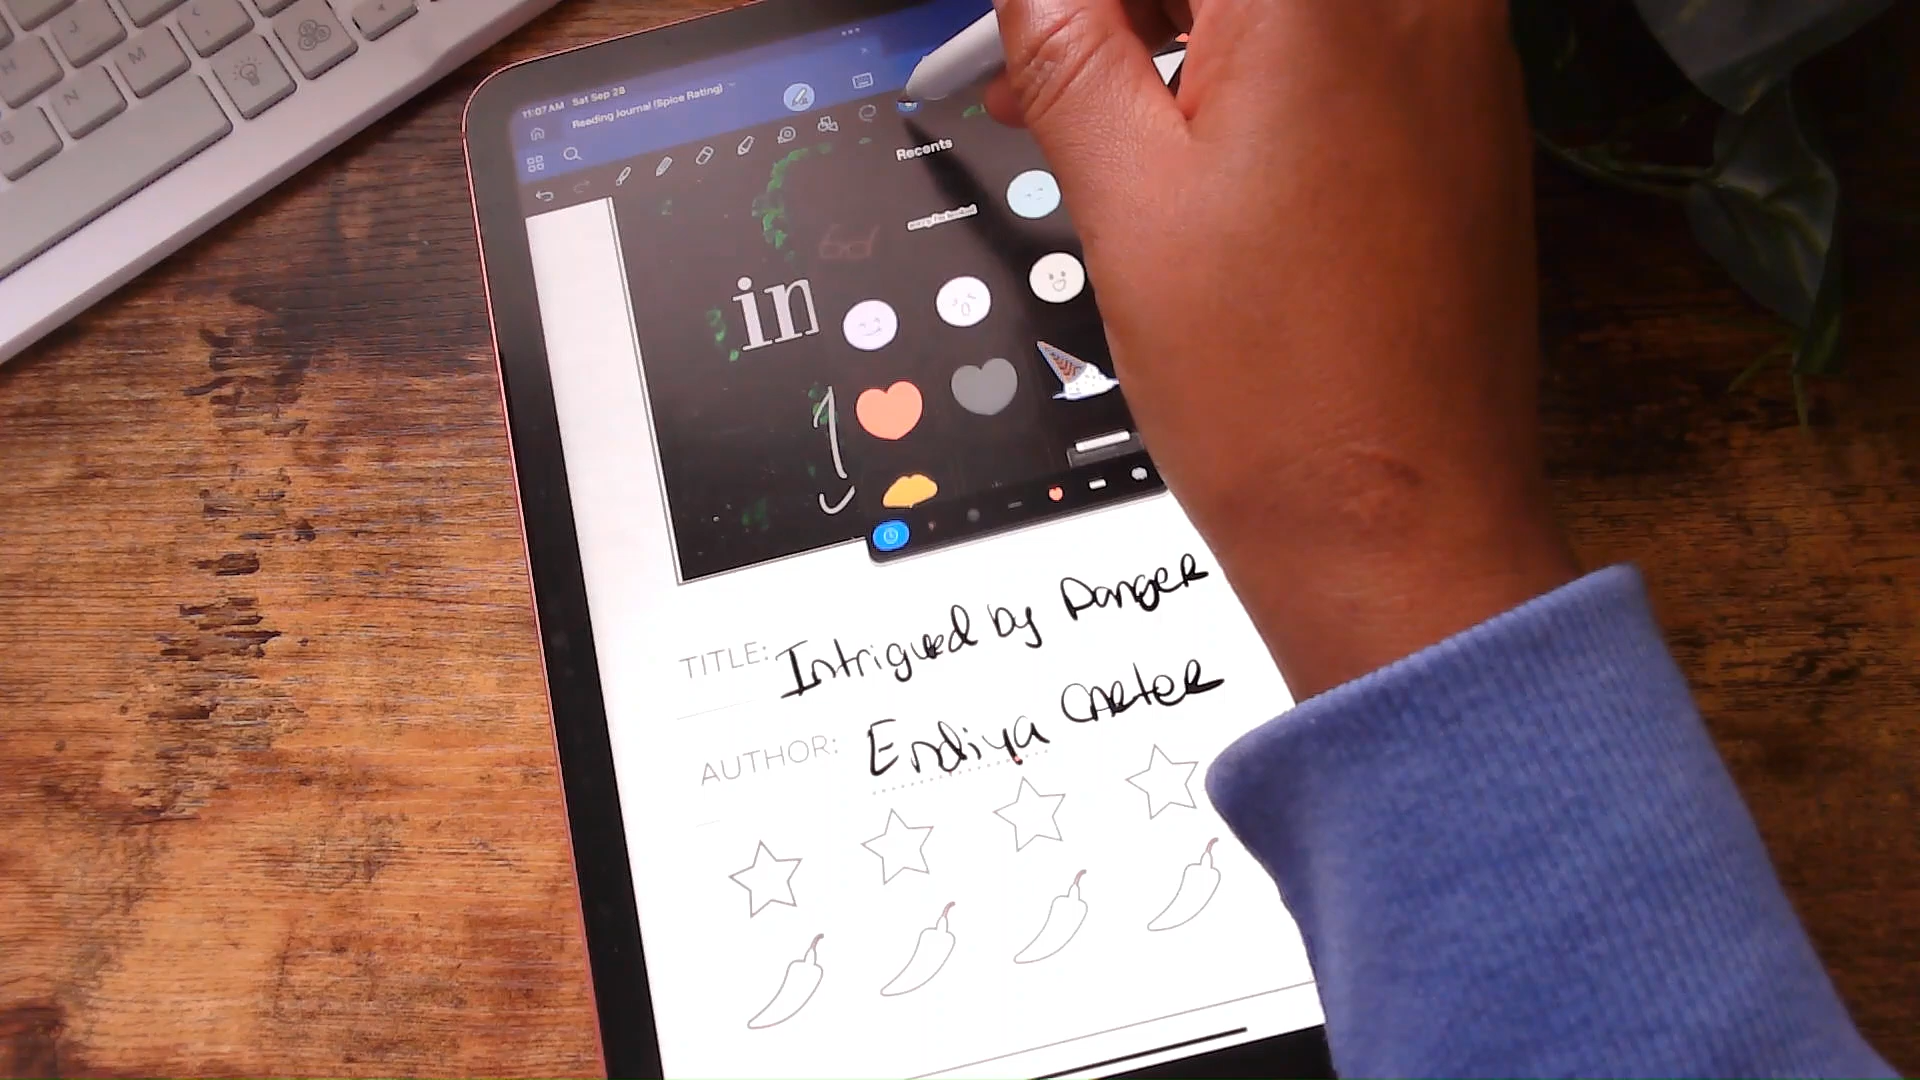 11:07 AM Sat Sep 28
Reading Journal (Spice Rating)
Recents
in
TITLE: Intrigued by Danger
AUTHOR: Endiya Carter
J
H
M
N
B